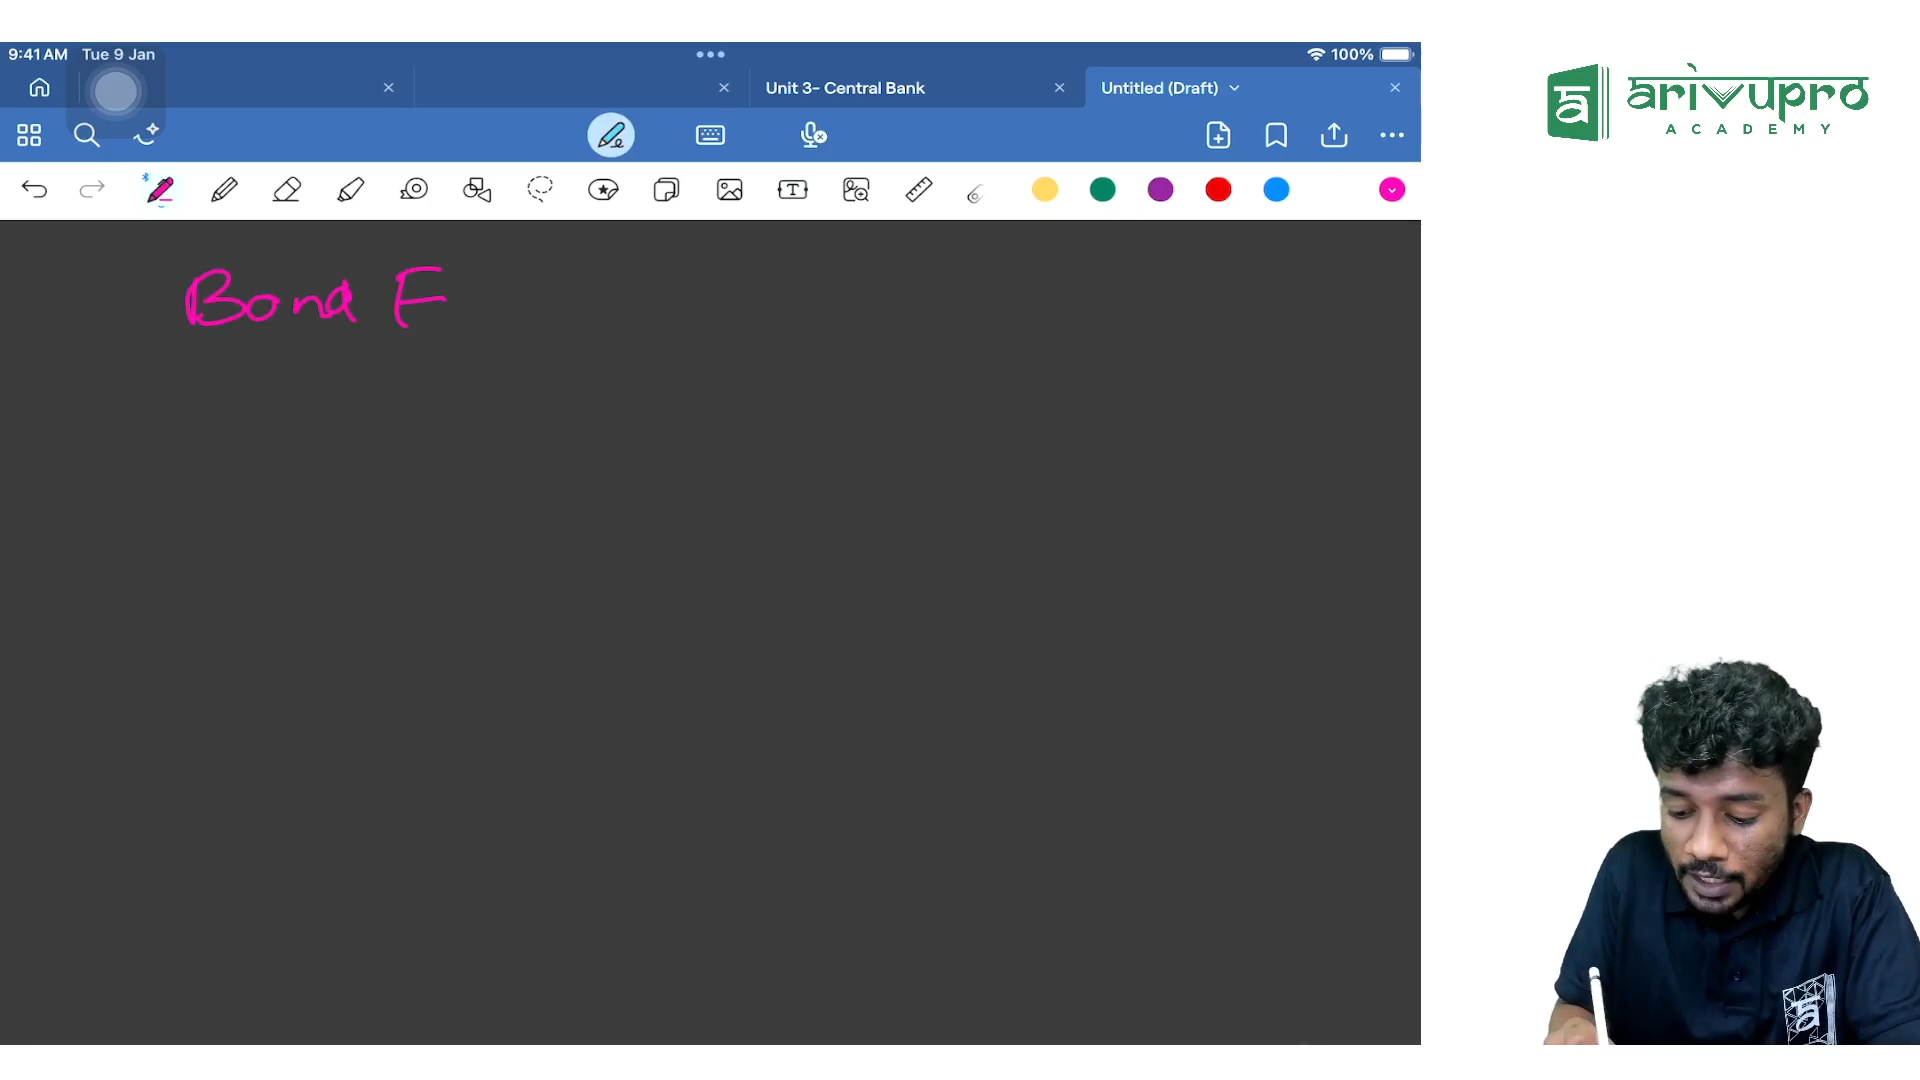 9:41 AM Tue 9 Jan
100%
Unit 3- Central Bank
Untitled (Draft)
arivupro
ACADEMY
T
Bond F
ā